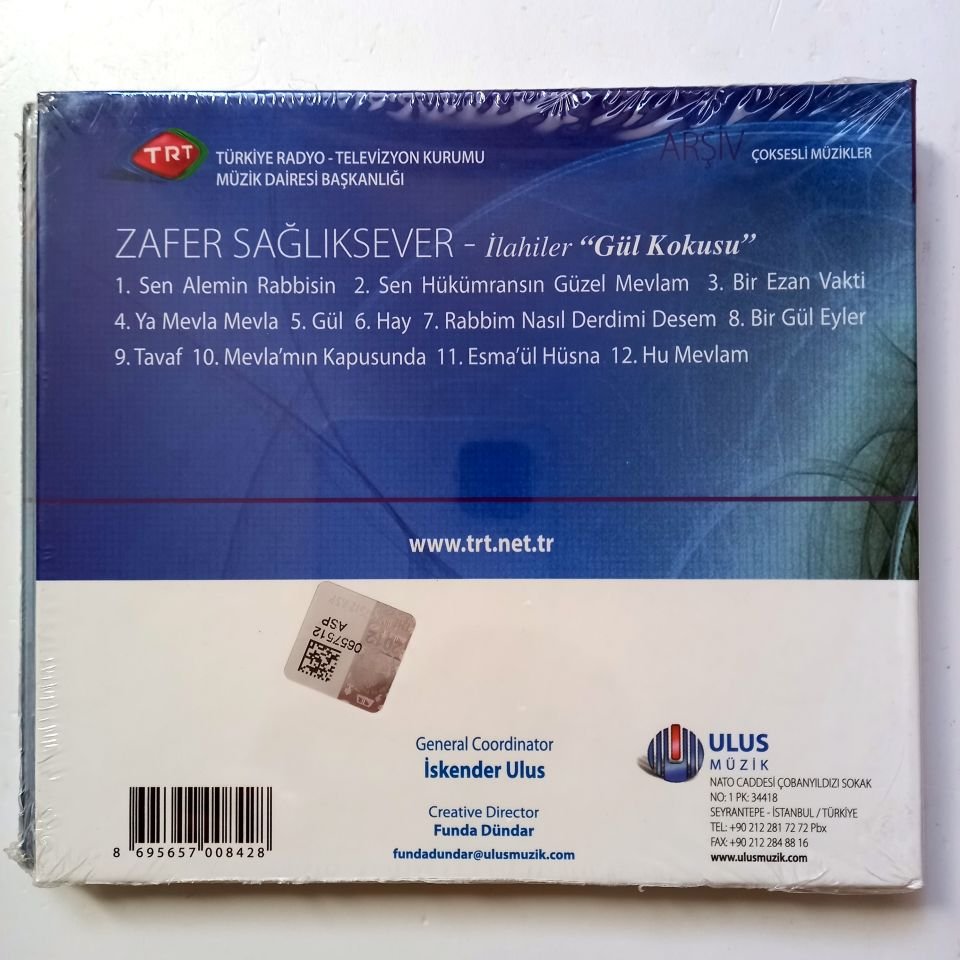 TRT
TÜRKİYE RADYO - TELEVİZYON KURUMU
MÜZİK DAİRESİ BAŞKANLIĞI
ARŞİV ÇOKSESLİ MÜZİKLER
ZAFER SAĞLIKSEVER - İlahiler “Gül Kokusu”
1. Sen Alemin Rabbisin 2. Sen Hükümransın Güzel Mevlam 3. Bir Ezan Vakti
4. Ya Mevla Mevla 5. Gül 6. Hay 7. Rabbim Nasıl Derdimi Desem 8. Bir Gül Eyler
9. Tavaf 10. Mevla’mın Kapusunda 11. Esma’ül Hüsna 12. Hu Mevlam
www.trt.net.tr
0657512
ASP
General Coordinator
İskender Ulus
Creative Director
Funda Dündar
fundadundar@ulusmuzik.com
ULUS
MÜZİK
NATO CADDESİ ÇOBANYILDIZI SOKAK
NO: 1 PK: 34418
SEYRANTEPE - İSTANBUL / TÜRKİYE
TEL: +90 212 281 72 72 Pbx
FAX: +90 212 284 88 16
www.ulusmuzik.com
8 695657 008428